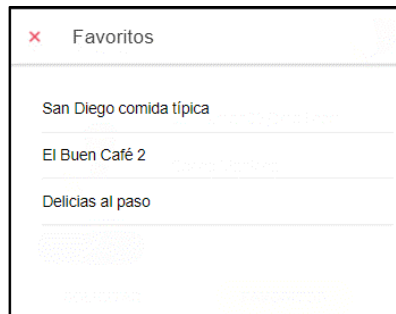 × Favoritos
San Diego comida típica
El Buen Café 2
Delicias al paso